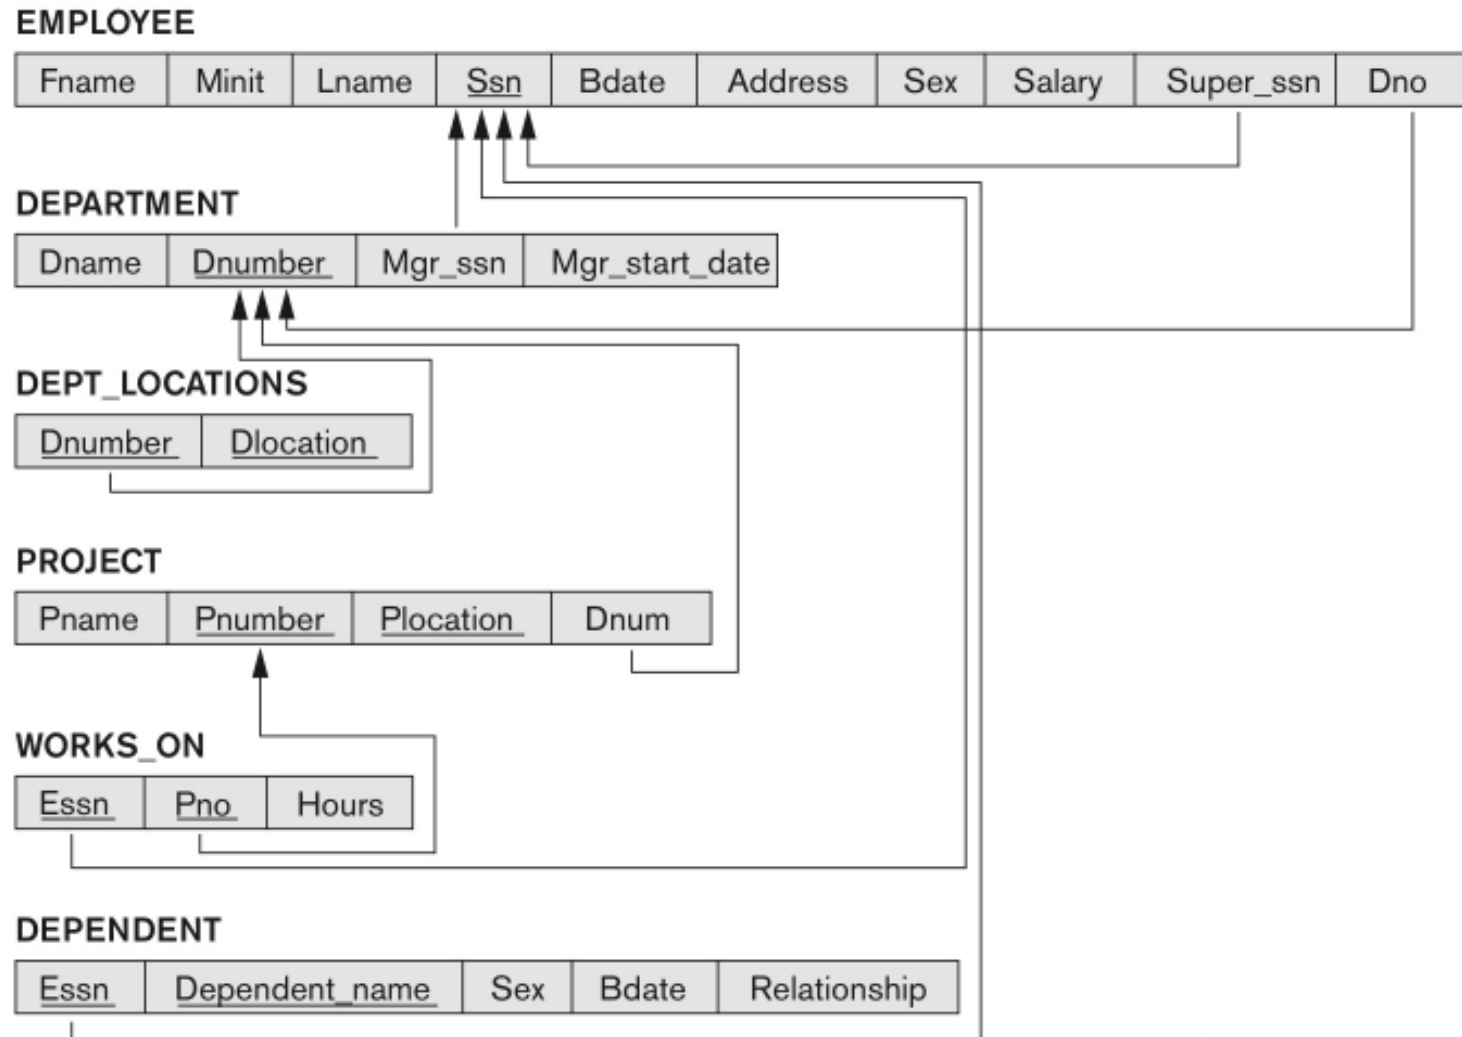 EMPLOYEE
Fname Minit Lname Ssn Bdate Address Sex Salary Super_ssn Dno
DEPARTMENT
Dname Dnumber Mgr_ssn Mgr_start_date
DEPT_LOCATIONS
Dnumber Dlocation
PROJECT
Pname Pnumber Plocation Dnum
WORKS_ON
Essn Pno Hours
DEPENDENT
Essn Dependent_name Sex Bdate Relationship